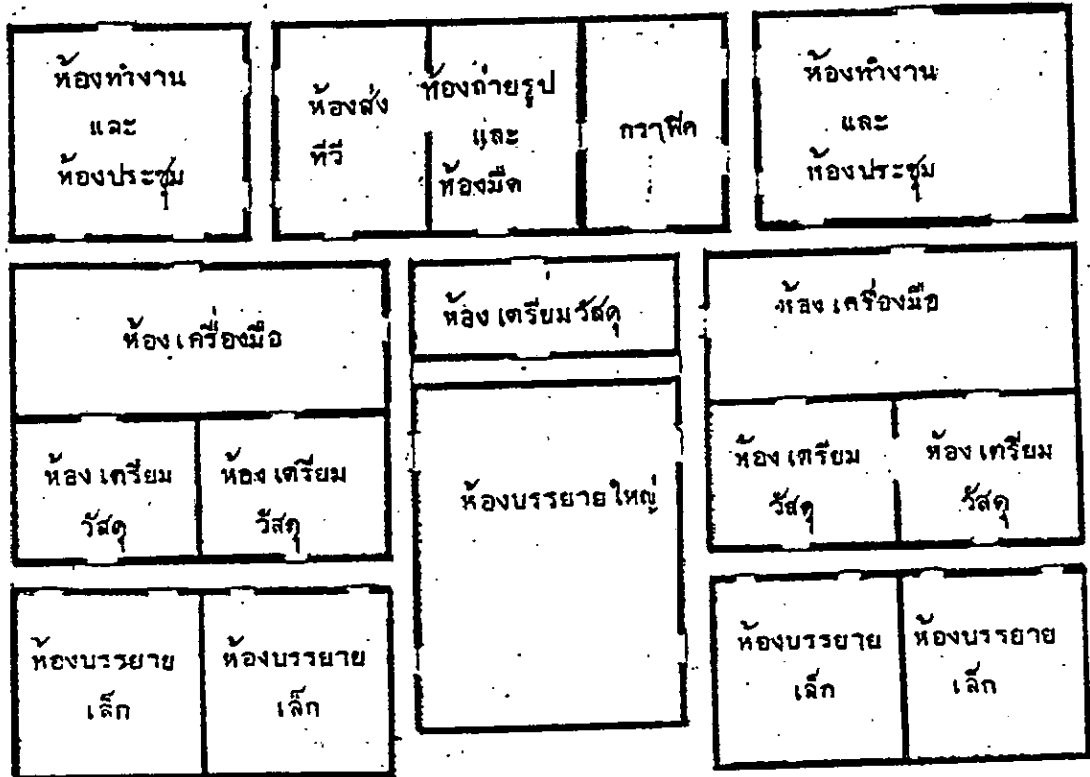 ห้องทำงาน
และ
ห้องประชุม
ห้องส่ง
ทีวี
ห้องถ่ายรูป
และ
ห้องมืด
กราฟิค
ห้องทำงาน
และ
ห้องประชุม
ห้องเครื่องมือ
ห้องเตรียมวัสดุ
ห้องเครื่องมือ
ห้องเตรียม
วัสดุ
ห้องเตรียม
วัสดุ
ห้องบรรยายใหญ่
ห้องเตรียม
วัสดุ
ห้องเตรียม
วัสดุ
ห้องบรรยาย
เล็ก
ห้องบรรยาย
เล็ก
ห้องบรรยาย
เล็ก
ห้องบรรยาย
เล็ก